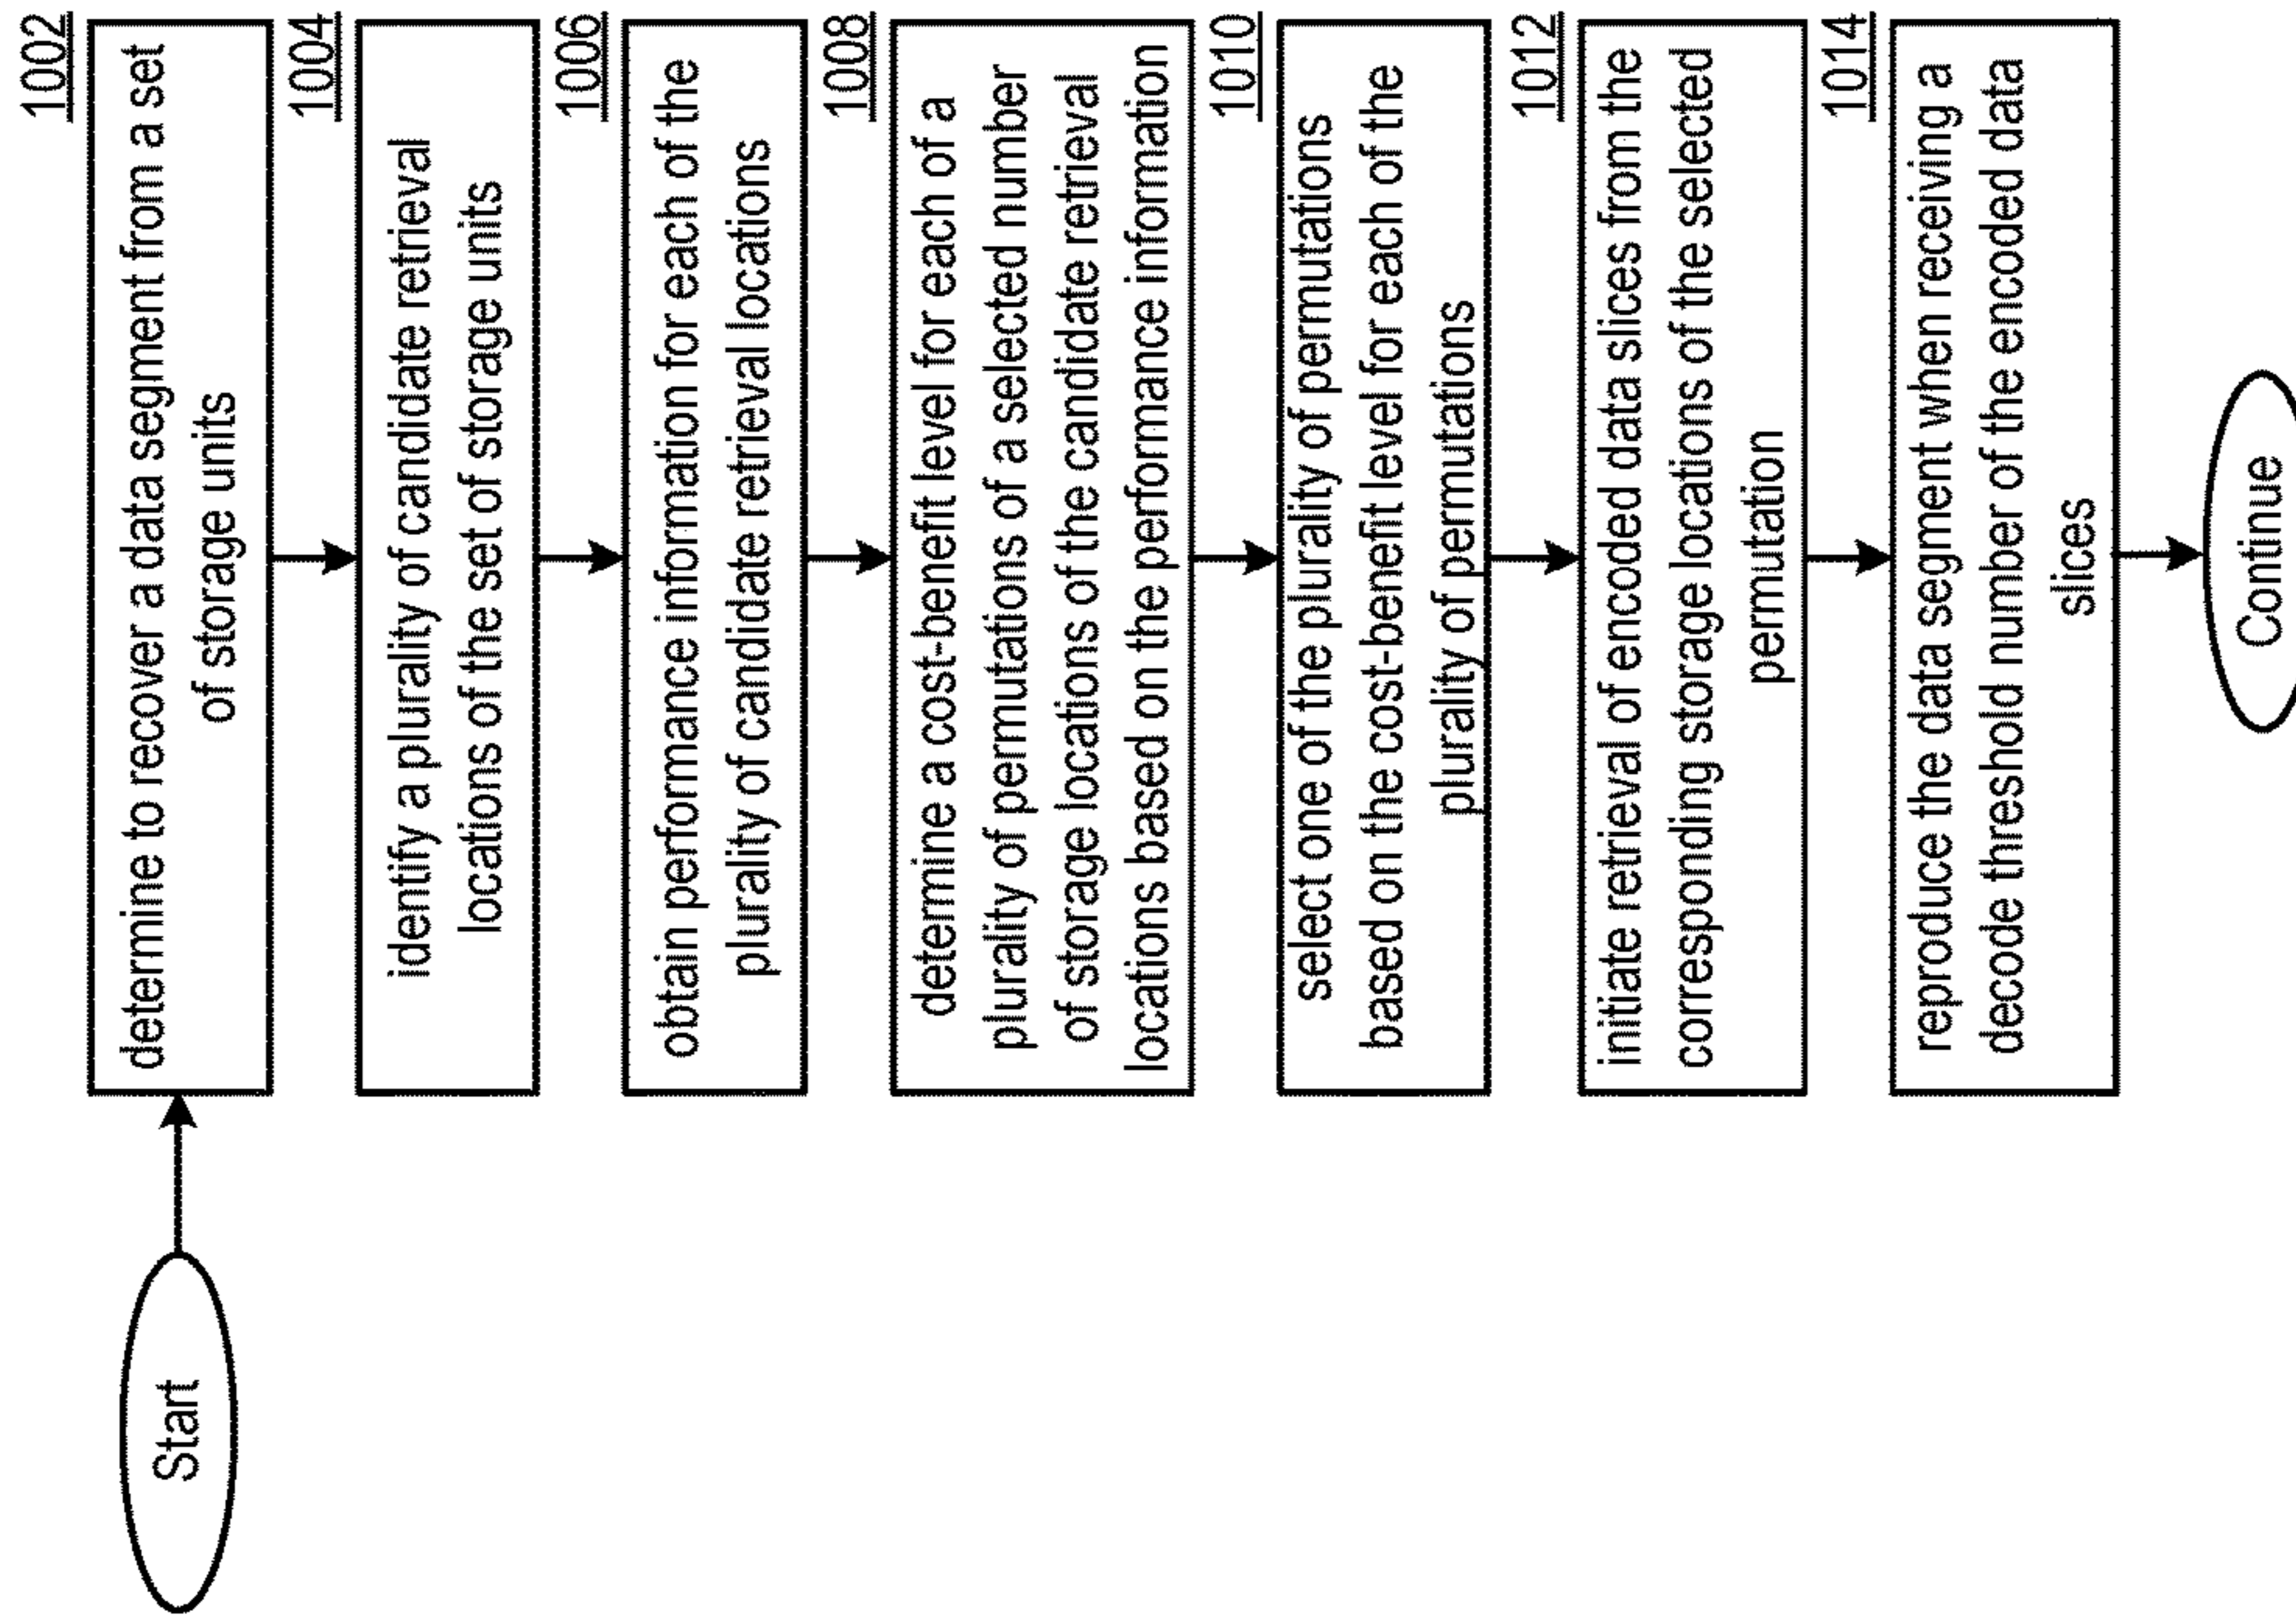 Start
1002
determine to recover a data segment from a set
of storage units
1004
identify a plurality of candidate retrieval
locations of the set of storage units
1006
obtain performance information for each of the
plurality of candidate retrieval locations
1008
determine a cost-benefit level for each of a
plurality of permutations of a selected number
of storage locations of the candidate retrieval
locations based on the performance information
1010
select one of the plurality of permutations
based on the cost-benefit level for each of the
plurality of permutations
1012
initiate retrieval of encoded data slices from the
corresponding storage locations of the selected
permutation
1014
reproduce the data segment when receiving a
decode threshold number of the encoded data
slices
Continue